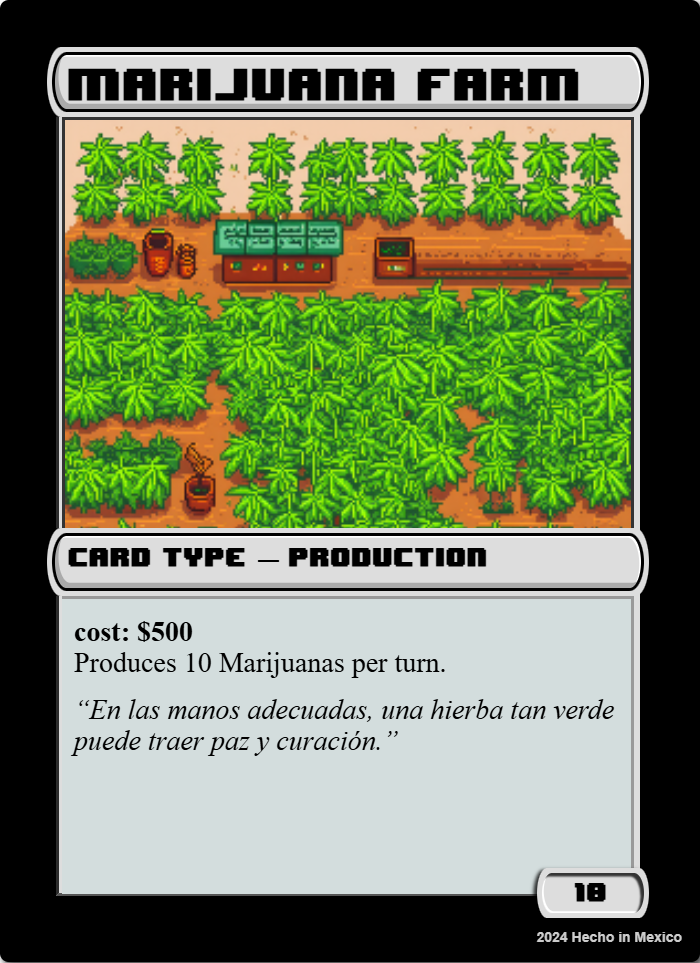 MARIJUANA FARM
CARD TYPE — PRODUCTION
cost: $500
Produces 10 Marijuanas per turn.
“En las manos adecuadas, una hierba tan verde
puede traer paz y curación.”
10
2024 Hecho in Mexico